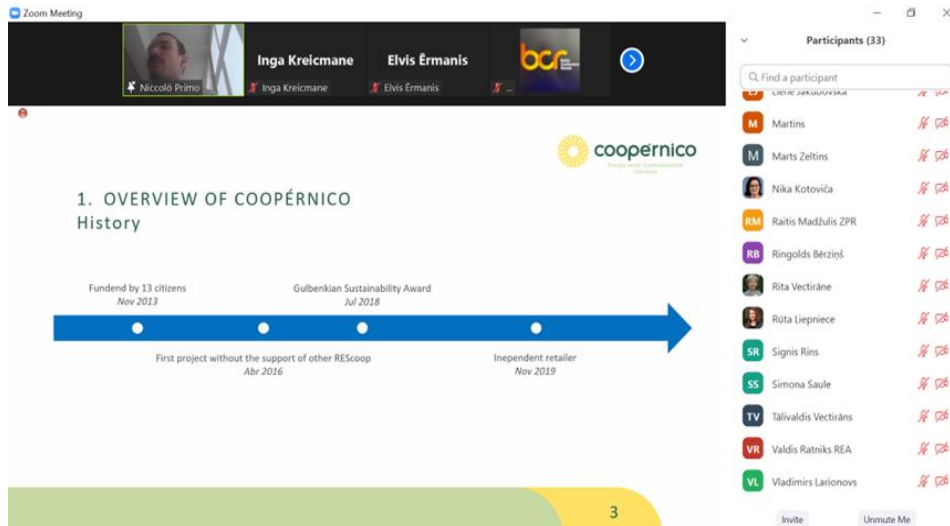 Zoom Meeting
Niccoló Primo
Inga Kreicmane
Inga Kreicmane
Elvis Ērmanis
Elvis Ērmanis
bcr
...
coopérnico
1. OVERVIEW OF COOPÉRNICO
History
Fundend by 13 citizens
Nov 2013
Gulbenkian Sustainability Award
Jul 2018
First project without the support of other REScoop
Abr 2016
Inependent retailer
Nov 2019
3
Participants (33)
Find a participant
Liene Jakubovska
M Martins
M Marts Zeltins
Nika Kotoviča
RM Raitis Madžulis ZPR
RB Ringolds Bērziņš
Rita Vectirāne
Rūta Liepniece
SR Signis Rins
SS Simona Saule
TV Tālivaldis Vectirāns
VR Valdis Ratniks REA
VL Vladimirs Larionovs
Invite
Unmute Me